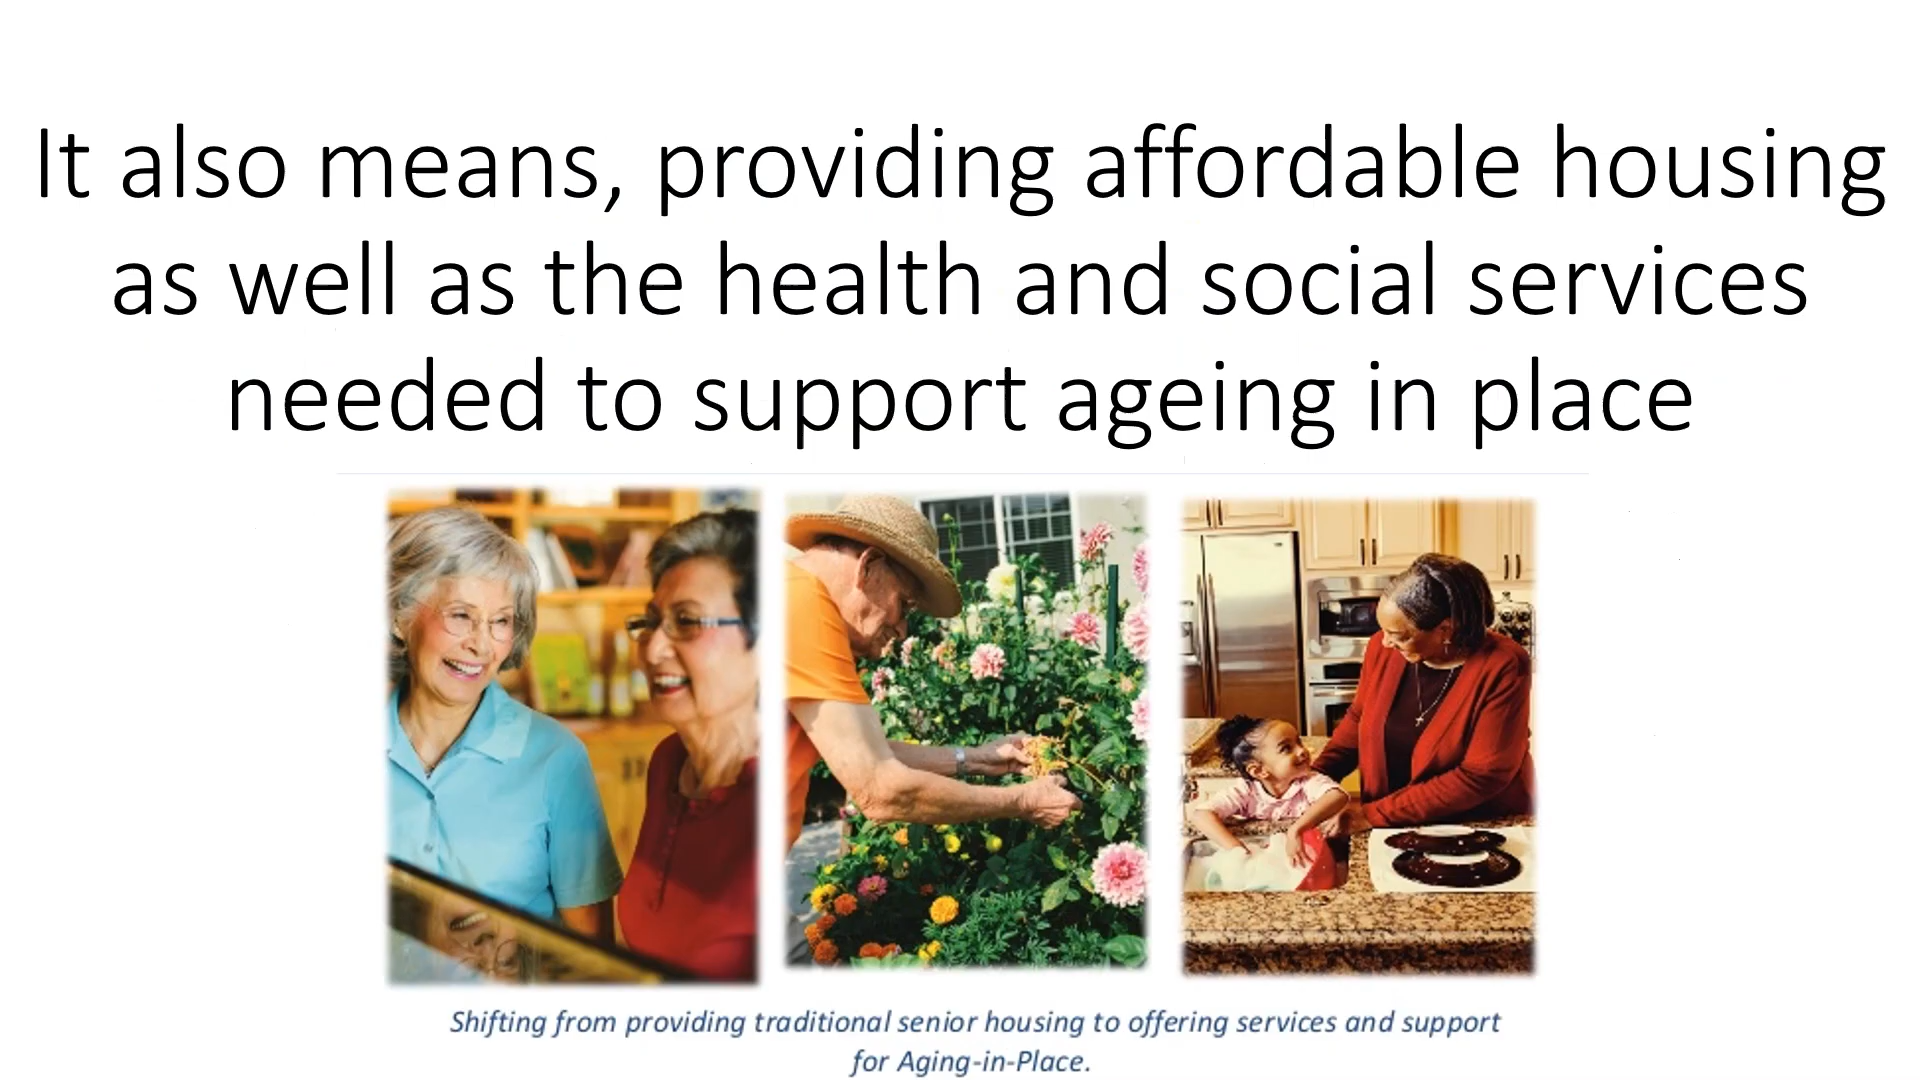 It also means, providing affordable housing
as well as the health and social services
needed to support ageing in place
Shifting from providing traditional senior housing to offering services and support
for Aging-in-Place.